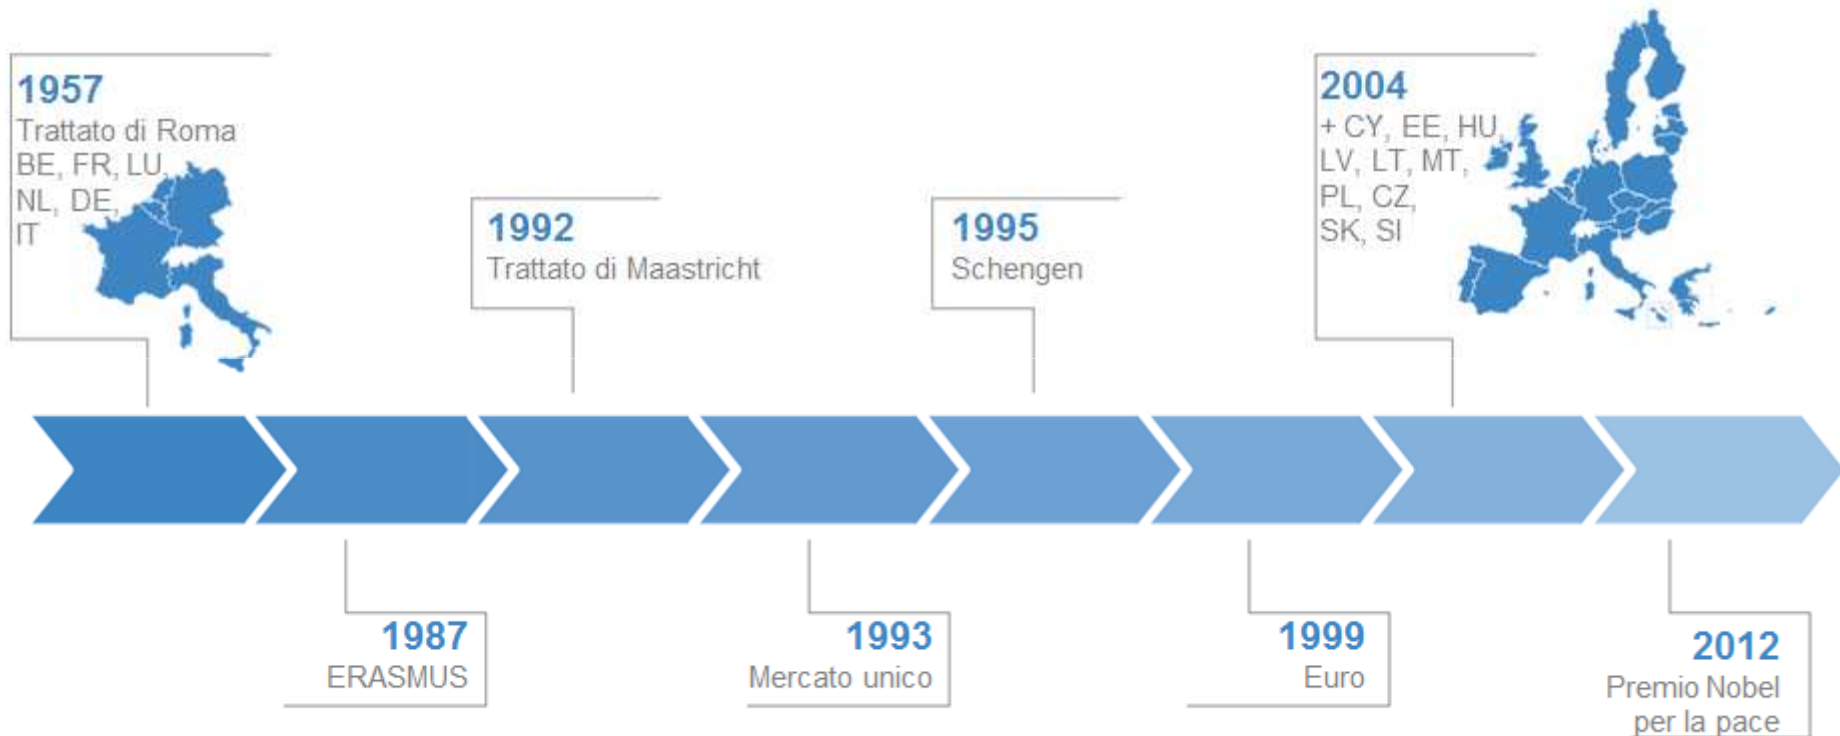 1957
Trattato di Roma
BE, FR, LU,
NL, DE,
IT
1992
Trattato di Maastricht
1995
Schengen
2004
+ CY, EE, HU,
LV, LT, MT,
PL, CZ,
SK, SI
1987
ERASMUS
1993
Mercato unico
1999
Euro
2012
Premio Nobel
per la pace